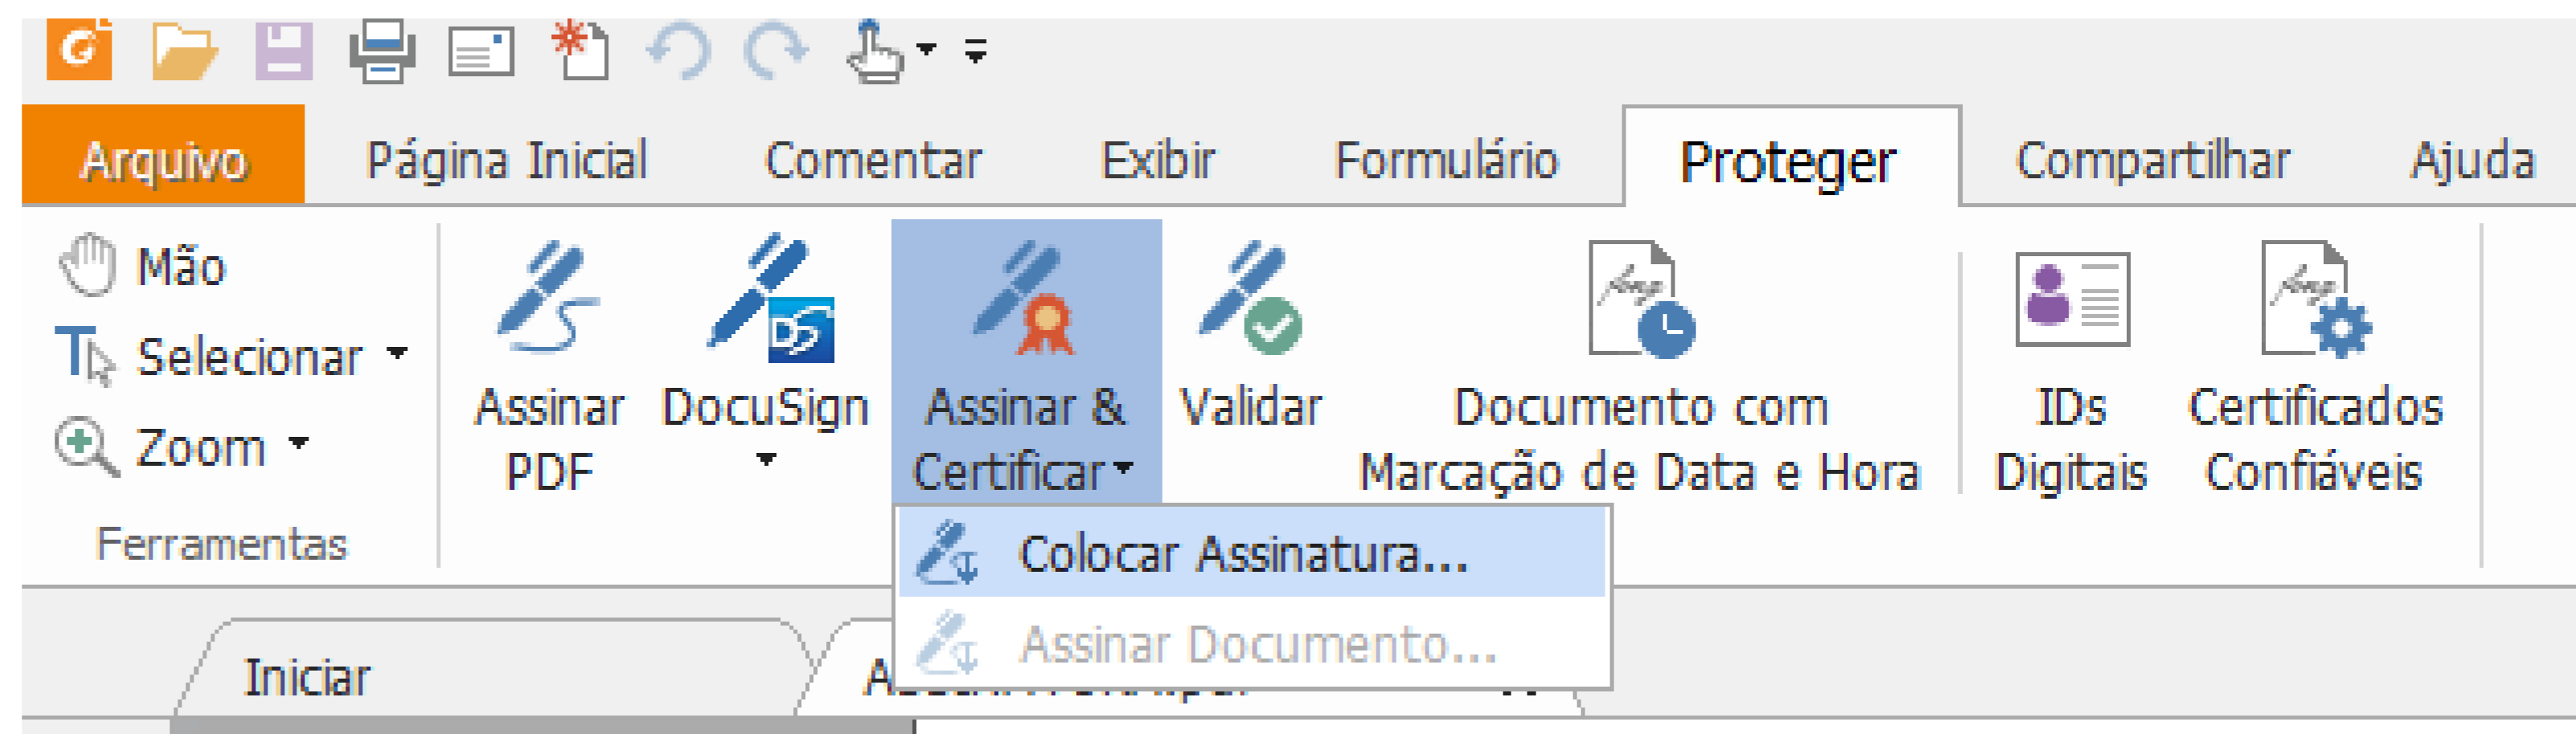 Arquivo Página Inicial Comentar Exibir Formulário Proteger Compartilhar Ajuda
Mão
Selecionar
Zoom
Ferramentas
Assinar
PDF
DocuSign
DS
Assinar &
Certificar
Validar
Documento com
Marcação de Data e Hora
IDs
Digitais
Certificados
Confiáveis
Colocar Assinatura...
Assinar Documento...
Iniciar